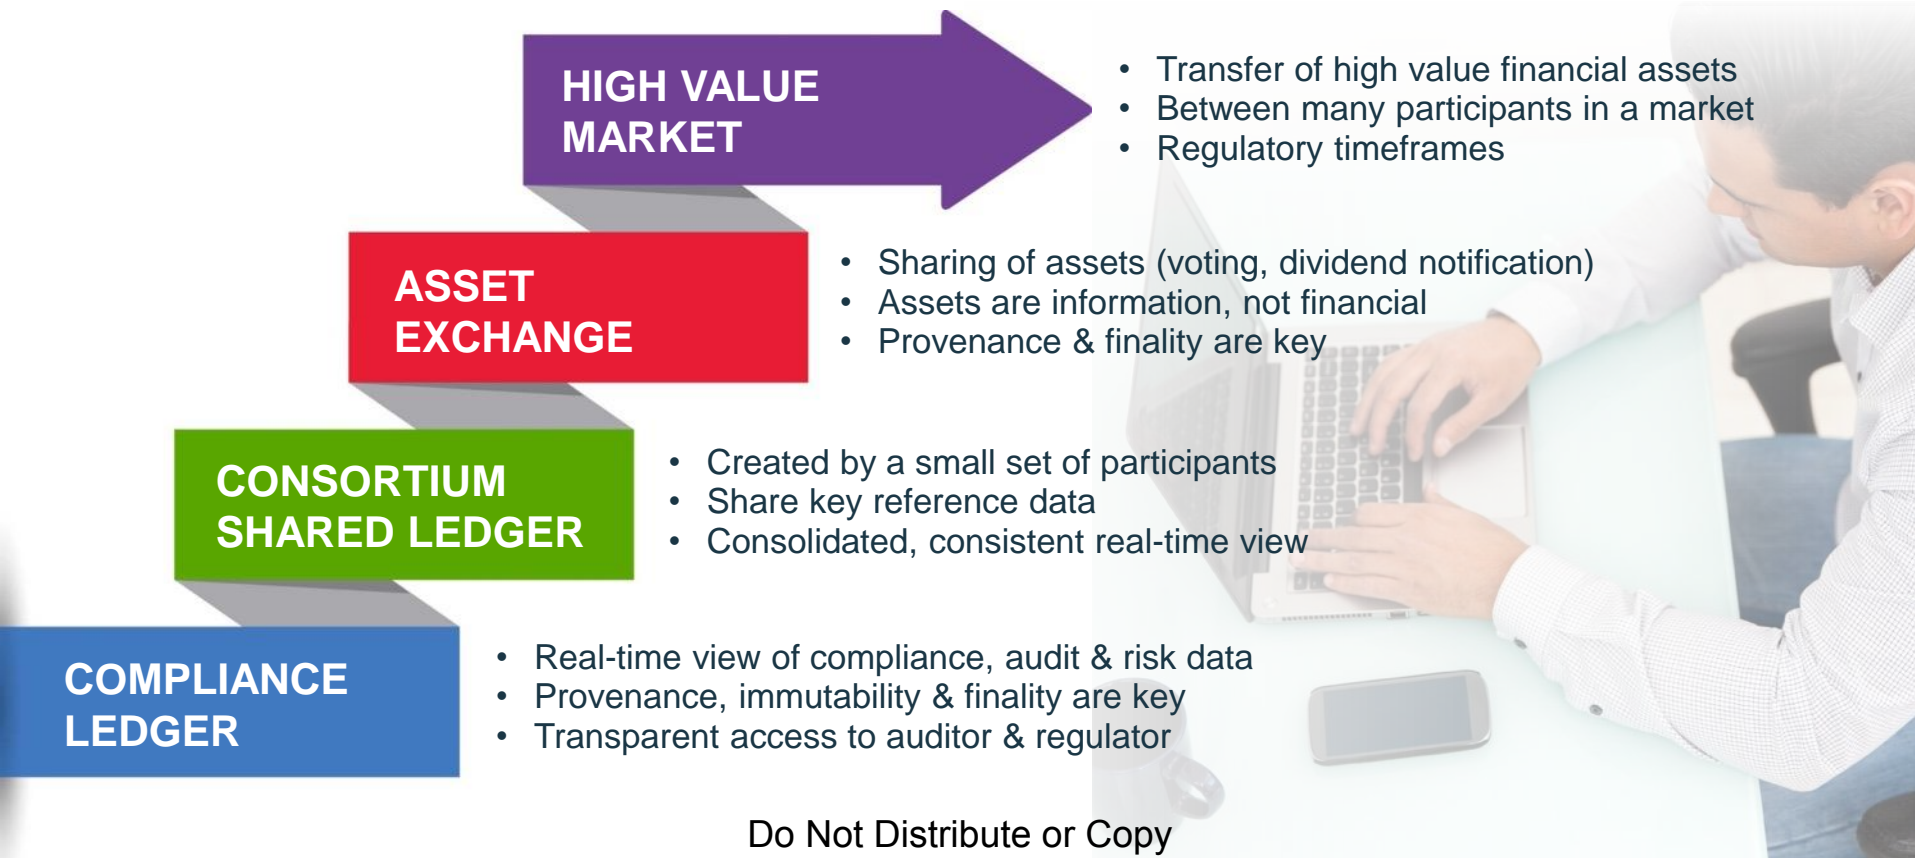 HIGH VALUE
MARKET
• Transfer of high value financial assets
• Between many participants in a market
• Regulatory timeframes
ASSET
EXCHANGE
• Sharing of assets (voting, dividend notification)
• Assets are information, not financial
• Provenance & finality are key
CONSORTIUM
SHARED LEDGER
• Created by a small set of participants
• Share key reference data
• Consolidated, consistent real-time view
COMPLIANCE
LEDGER
• Real-time view of compliance, audit & risk data
• Provenance, immutability & finality are key
• Transparent access to auditor & regulator
Do Not Distribute or Copy